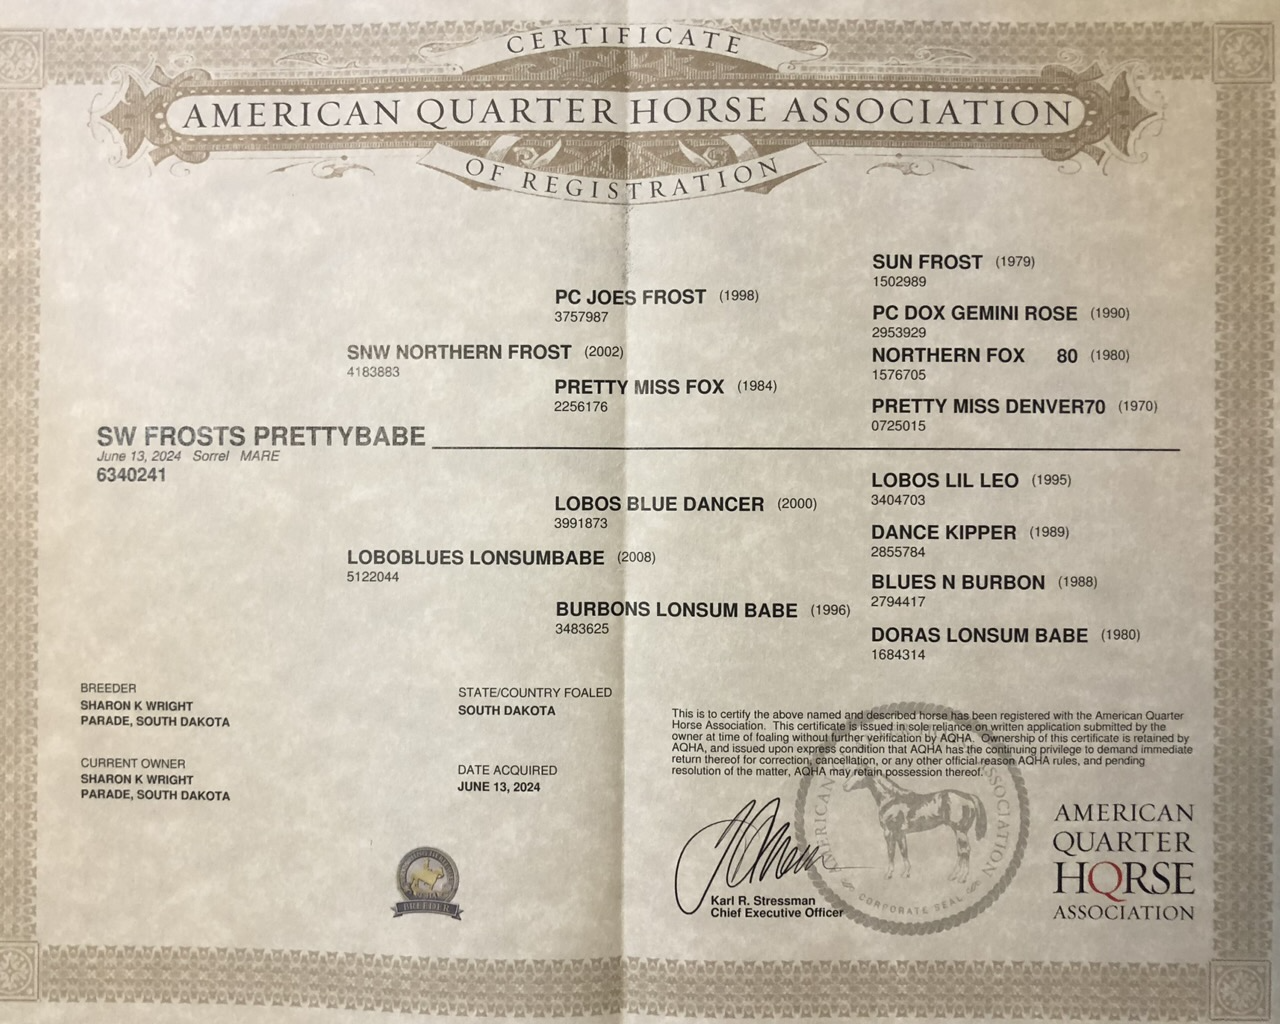 CERTIFICATE
AMERICAN QUARTER HORSE ASSOCIATION
OF REGISTRATION
SUN FROST (1979)
1502989
PC JOES FROST (1998)
3757987
PC DOX GEMINI ROSE (1990)
2953929
SNW NORTHERN FROST (2002)
4183883
NORTHERN FOX 80 (1980)
1576705
PRETTY MISS FOX (1984)
2256176
PRETTY MISS DENVER70 (1970)
0725015
SW FROSTS PRETTYBABE
June 13, 2024 Sorrel MARE
6340241
LOBOS LIL LEO (1995)
3404703
LOBOS BLUE DANCER (2000)
3991873
DANCE KIPPER (1989)
2855784
LOBOBLUES LONSUMBABE (2008)
5122044
BLUES N BURBON (1988)
2794417
BURBONS LONSUM BABE (1996)
3483625
DORAS LONSUM BABE (1980)
1684314
BREEDER
SHARON K WRIGHT
PARADE, SOUTH DAKOTA
STATE/COUNTRY FOALED
SOUTH DAKOTA
CURRENT OWNER
SHARON K WRIGHT
PARADE, SOUTH DAKOTA
DATE ACQUIRED
JUNE 13, 2024
This is to certify the above named and described horse has been registered with the American Quarter
Horse Association. This certificate is issued in sole reliance on written application submitted by the
owner at time of foaling without further verification by AQHA. Ownership of this certificate is retained by
AQHA, and issued upon express condition that AQHA has the continuing privilege to demand immediate
return thereof for correction, cancellation, or any other official reason AQHA rules, and pending
resolution of the matter, AQHA may retain possession thereof.
Karl R. Stressman
Chief Executive Officer
AMERICAN ASSOCIATION
CORPORATE SEAL
BREEDER
AMERICAN
QUARTER
HORSE
ASSOCIATION